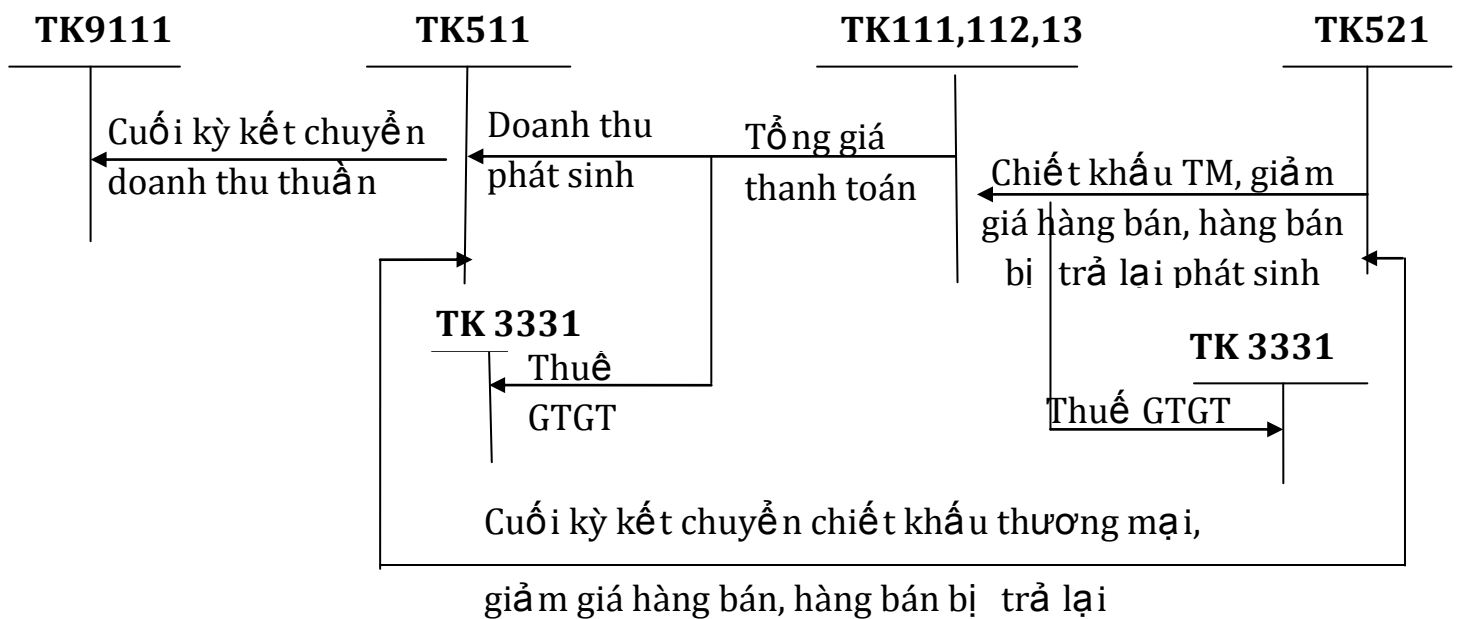 TK9111
TK511
TK111,112,13
TK521
Cuối kỳ kết chuyển
doanh thu thuần
Doanh thu
phát sinh
Tổng giá
thanh toán
Chiết khấu TM, giảm
giá hàng bán, hàng bán
bị trả lại phát sinh
TK 3331
Thuê
GTGT
TK 3331
Thuế GTGT
Cuối kỳ kết chuyển chiết khấu thương mại,
giảm giá hàng bán, hàng bán bị trả lại